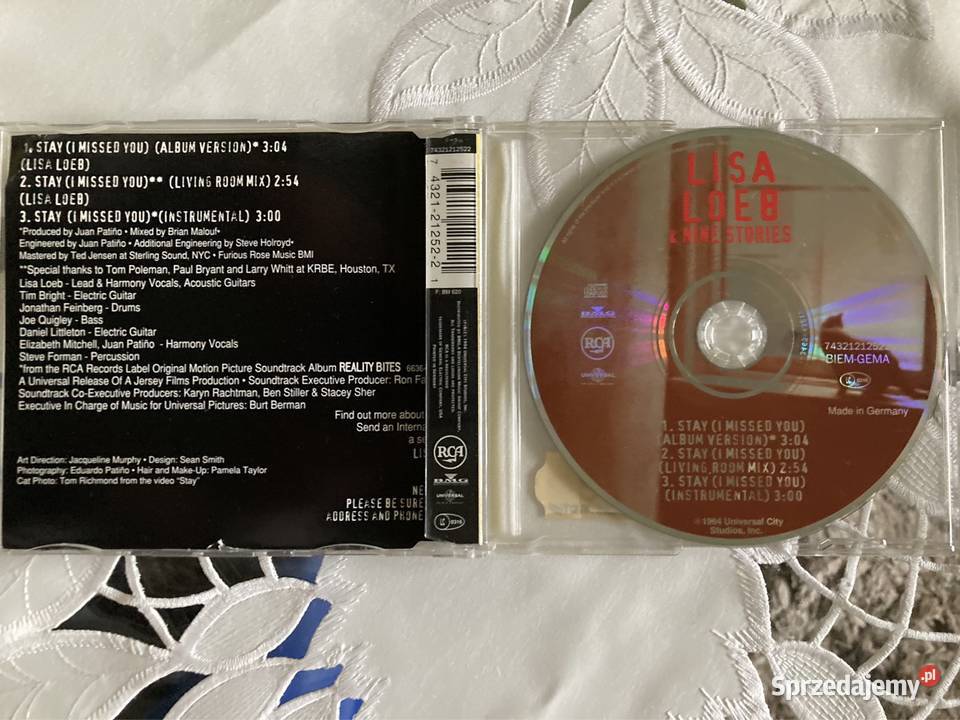 1. STAY (I MISSED YOU) (ALBUM VERSION)* 3:04
(LISA LOEB)
2. STAY (I MISSED YOU)** (LIVING ROOM MIX) 2:54
(LISA LOEB)
3. STAY (I MISSED YOU)*(INSTRUMENTAL) 3:00
*Produced by Juan Patiño • Mixed by Brian Malouf•
Engineered by Juan Patiño • Additional Engineering by Steve Holroyd•
Mastered by Ted Jensen at Sterling Sound, NYC • Furious Rose Music BMI
**Special thanks to Tom Poleman, Paul Bryant and Larry Whitt at KRBE, Houston, TX
Lisa Loeb - Lead & Harmony Vocals, Acoustic Guitars
Tim Bright - Electric Guitar
Jonathan Feinberg - Drums
Joe Quigley - Bass
Daniel Littleton - Electric Guitar
Elizabeth Mitchell, Juan Patiño - Harmony Vocals
Steve Forman - Percussion
*from the RCA Records Label Original Motion Picture Soundtrack Album REALITY BITES
A Universal Release Of A Jersey Films Production • Soundtrack Executive Producer: Ron
Soundtrack Co-Executive Producers: Karyn Rachtman, Ben Stiller & Stacey Sher
Executive In Charge of Music for Universal Pictures: Burt Berman
Find out more about
Send an
Art Direction: Jacqueline Murphy • Design: Sean Smith
Photography: Eduardo Patiño • Hair and Make-Up: Pamela Taylor
Cat Photo: Tom Richmond from the video "Stay"
PLEASE BE SURE
ADDRESS AND PHONE
74321212522
7 4321-21252-2 1
F: BM 620
RCA
BMG
UNIVERSAL
LISA
LOEB
& NINE STORIES
BMG
RCA
UNIVERSAL
74321212522
BIEM-GEMA
Made in Germany
1. STAY (I MISSED YOU)
(ALBUM VERSION)* 3:04
2. STAY (I MISSED YOU)
(LIVING ROOM MIX) 2:54
3. STAY (I MISSED YOU)
(INSTRUMENTAL) 3:00
℗1994 Universal City
Studios, Inc.
Sprzedajemy.pl